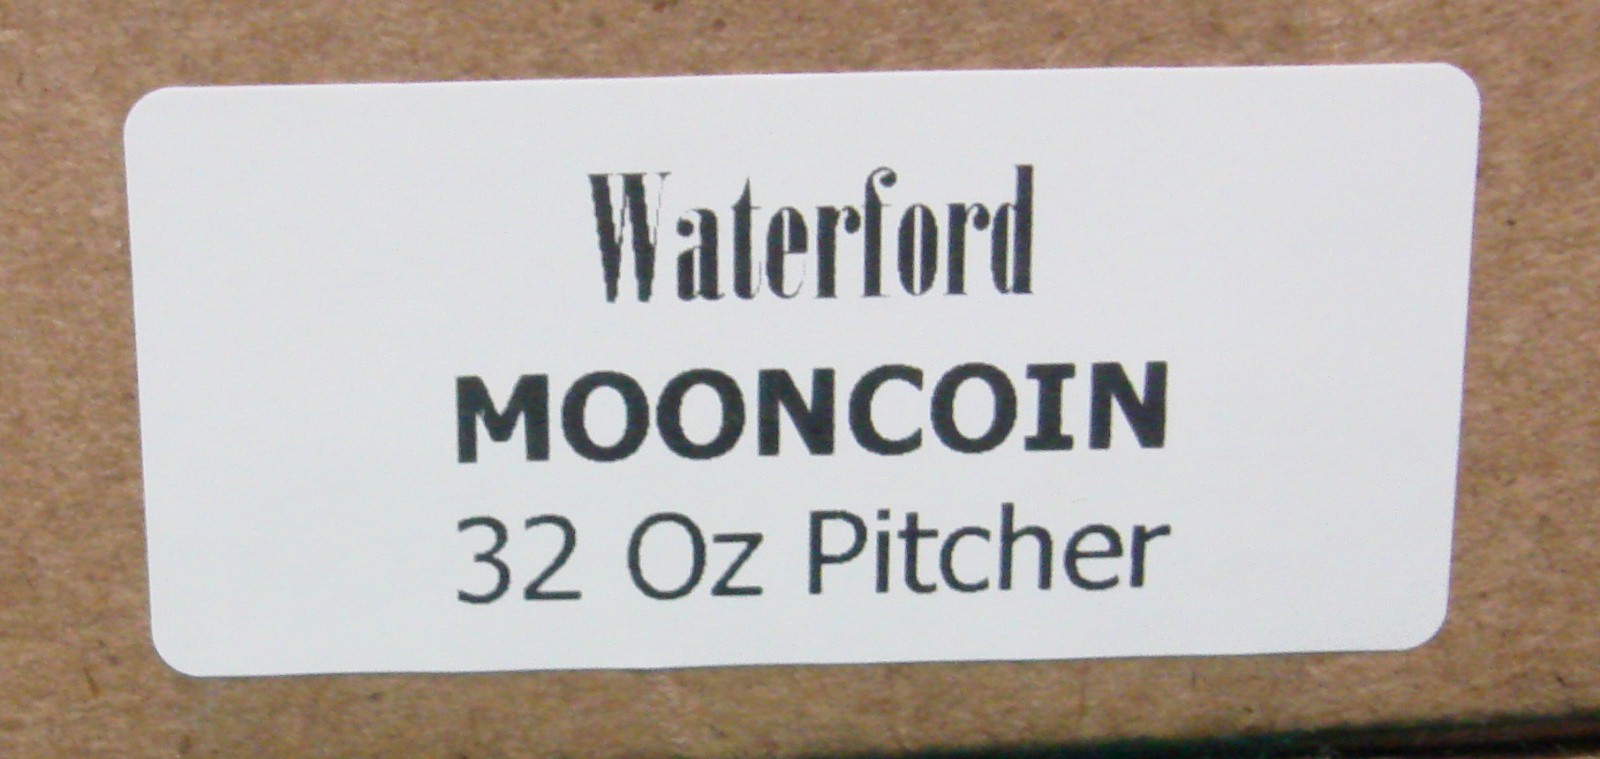 Waterford
MOONCOIN
32 Oz Pitcher